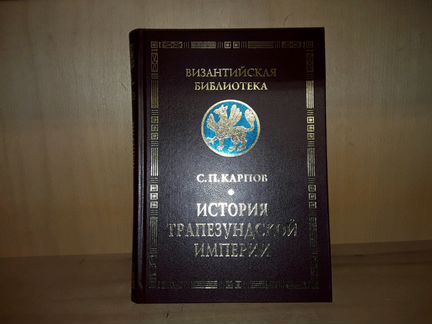 ВИЗАНТИЙСКАЯ
БИБЛИОТЕКА
С.П.КАРПОВ
ИСТОРИЯ
ТРАПЕЗУНДСКОЙ
ИМПЕРИИ